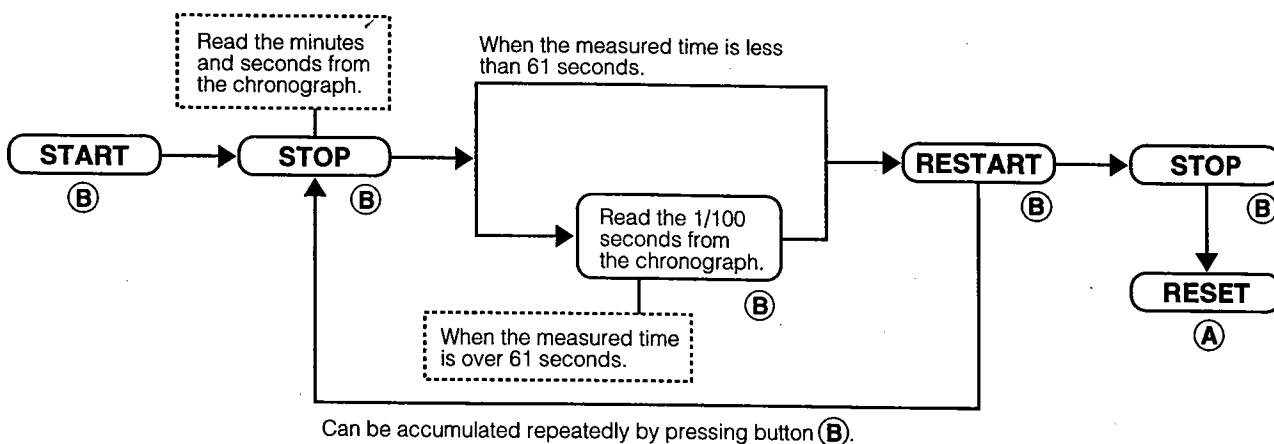 Read the minutes
and seconds from
the chronograph.
When the measured time is less
than 61 seconds.
START
B
STOP
B
Read the 1/100
seconds from
the chronograph.
B
When the measured time
is over 61 seconds.
RESTART
B
STOP
B
RESET
A
Can be accumulated repeatedly by pressing button B.